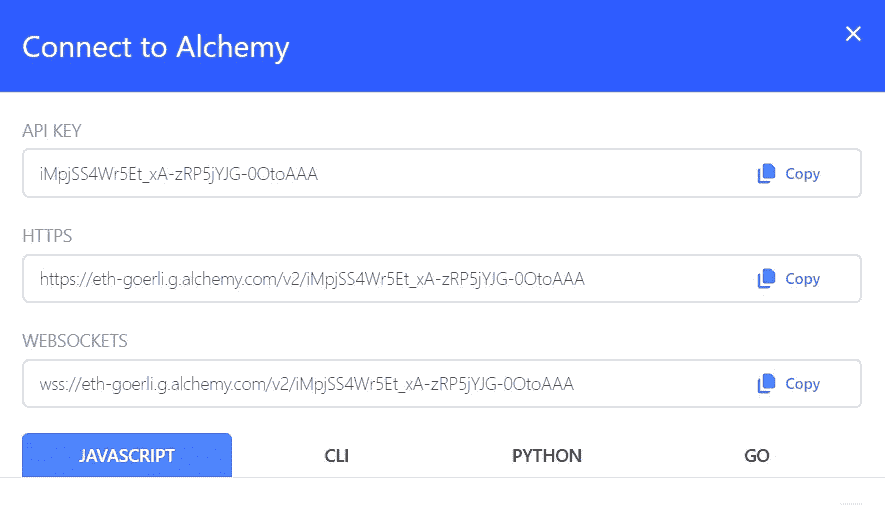 Connect to Alchemy
API KEY
iMpjSS4Wr5Et_xA-zRP5jYJG-0OtoAAA
Copy
HTTPS
https://eth-goerli.g.alchemy.com/v2/iMpjSS4Wr5Et_xA-zRP5jYJG-0OtoAAA
Copy
WEBSOCKETS
wss://eth-goerli.g.alchemy.com/v2/iMpjSS4Wr5Et_xA-zRP5jYJG-0OtoAAA
Copy
JAVASCRIPT CLI PYTHON GO